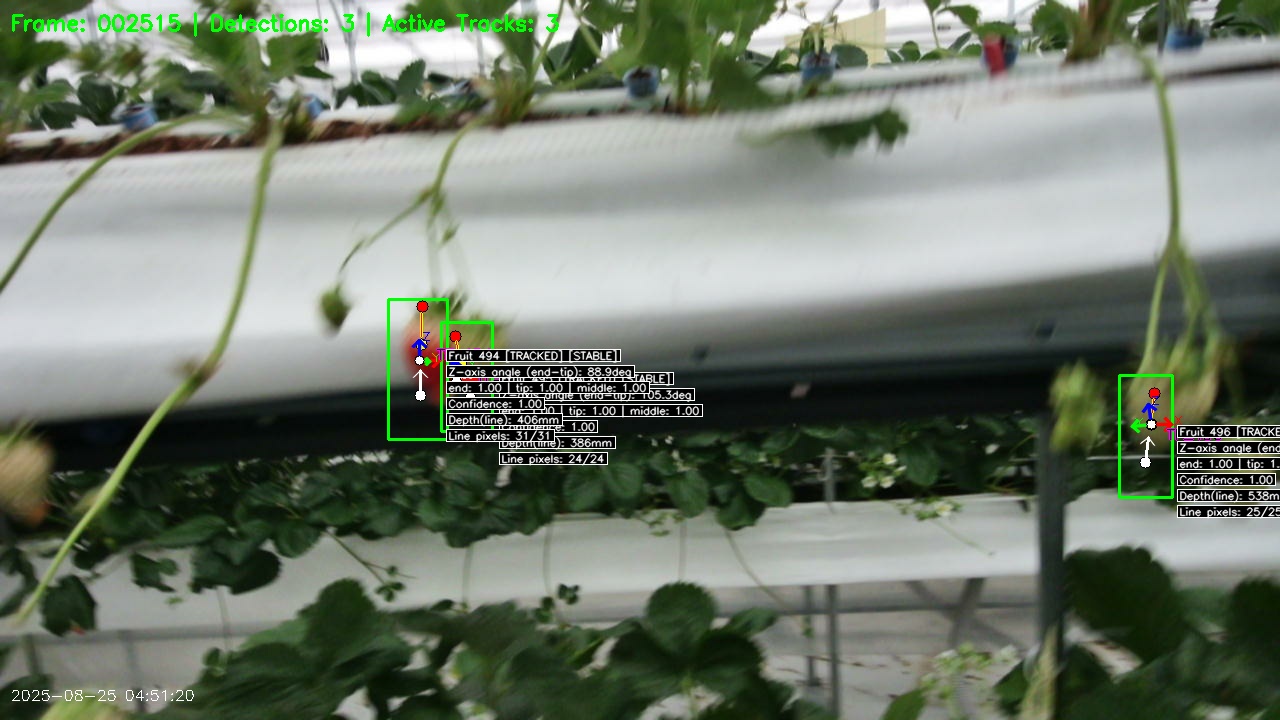 Frame: 002515 | Detections: 3 | Active Tracks: 3
Fruit 494 [TRACKED] [STABLE]
Z-axis angle (end-tip): 88.9deg
end: 1.00 | tip: 1.00 | middle: 1.00
Confidence: 1.00
Depth(line): 406mm
Line pixels: 31/31
angle (end-tip): 105.3deg
tip: 1.00 | middle: 1.00
1.00
Depth(line): 386mm
Line pixels: 24/24
Fruit 496 [TRACKE
Z-axis angle (end
end: 1.00 | tip: 1.
Confidence: 1.00
Depth(line): 538m
Line pixels: 25/25
2025-08-25 04:51:20